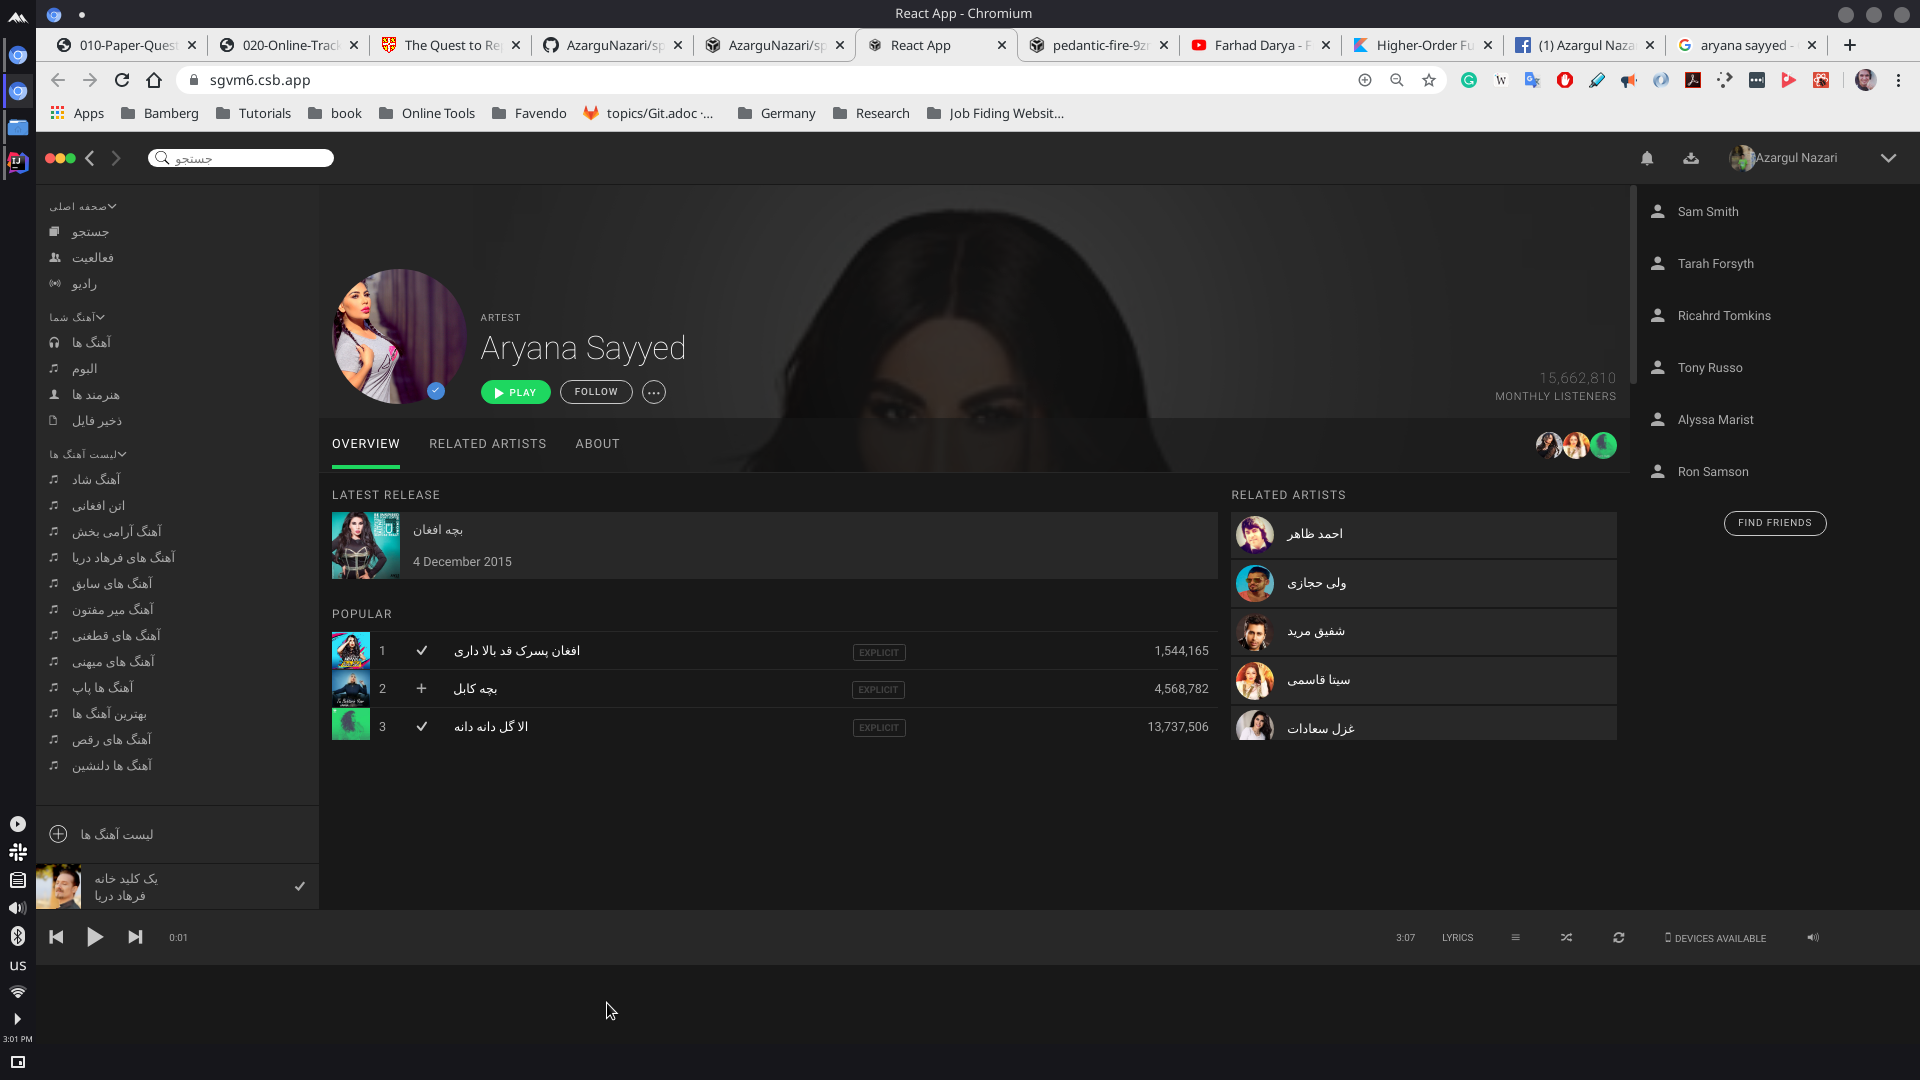 React App - Chromium
010-Paper-Quest
020-Online-Track
The Quest to Re
AzarguNazari/sp
AzarguNazari/sp
React App
pedantic-fire-9z
Farhad Darya - F
Higher-Order Fu
(1) Azargul Naza
aryana sayyed -
sgvm6.csb.app
Apps
Bamberg
Tutorials
book
Online Tools
Favendo
topics/Git.adoc ·...
Germany
Research
Job Fiding Websit...
جستجو
Azargul Nazari
صحفه اصلی
جستجو
فعالعیت
رادیو
آهنگ شما
آهنگ ها
البوم
هنرمند ها
ذخیر فایل
لیست آهنگ ها
آهنگ شاد
اتن افغانی
آهنگ آرامی بخش
آهنگ های فرهاد دریا
آهنگ های سابق
آهنگ میر مفتون
آهنگ های قطغنی
آهنگ های میهنی
آهنگ ها پاپ
بهترین آهنگ ها
آهنگ های رقص
آهنگ ها دلنشین
لیست آهنگ ها
یک کلید خانه
فرهاد دریا
ARTEST
Aryana Sayyed
PLAY
FOLLOW
15,662,810
MONTHLY LISTENERS
OVERVIEW
RELATED ARTISTS
ABOUT
LATEST RELEASE
بچه افغان
4 December 2015
POPULAR
1 افغان پسرک قد بالا داری EXPLICIT 1,544,165
2 بچه کابل EXPLICIT 4,568,782
3 الا گل دانه دانه EXPLICIT 13,737,506
RELATED ARTISTS
احمد ظاهر
ولی حجازی
شفیق مرید
سیتا قاسمی
غزل سعادات
Sam Smith
Tarah Forsyth
Ricahrd Tomkins
Tony Russo
Alyssa Marist
Ron Samson
FIND FRIENDS
0:01
3:07
LYRICS
DEVICES AVAILABLE
US
3:01 PM